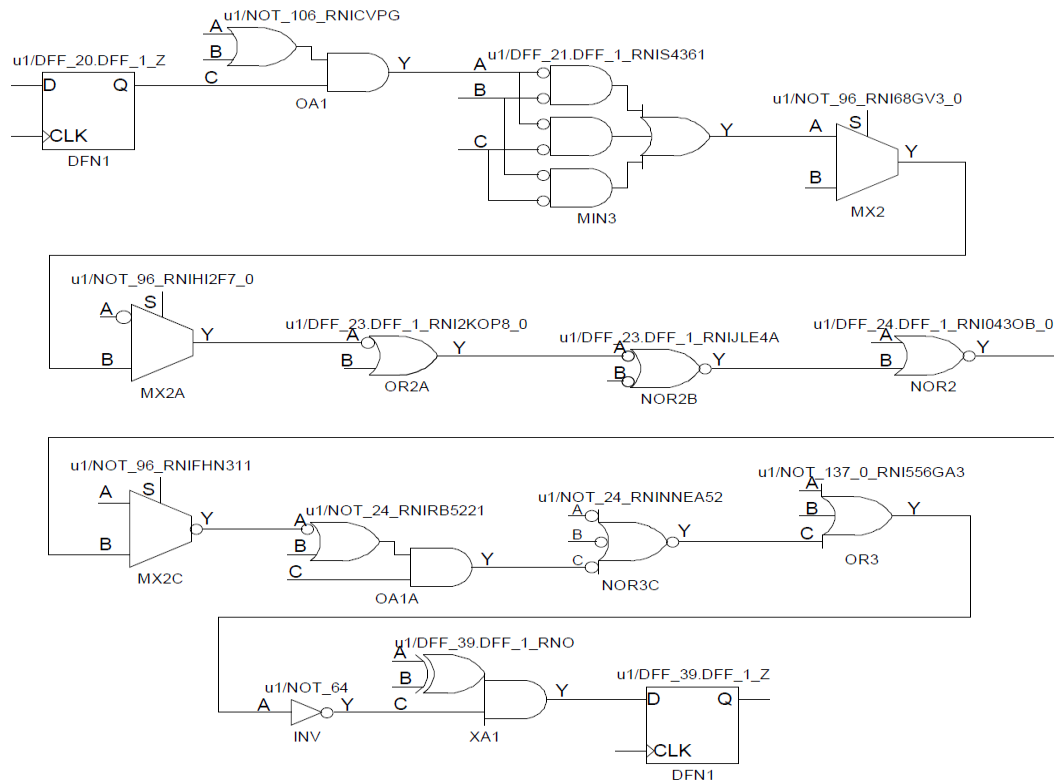 u1/NOT_106_RNICVPG
A
B
C
Y
OA1
u1/DFF_20.DFF_1_Z
D Q
CLK
DFN1
u1/DFF_21.DFF_1_RNIS4361
A
B
C
Y
MIN3
u1/NOT_96_RNI68GV3_0
S
A
B
Y
MX2
u1/NOT_96_RNIHI2F7_0
A
S
B
Y
MX2A
u1/DFF_23.DFF_1_RNI2KOP8_0
A
B
Y
OR2A
u1/DFF_23.DFF_1_RNIJLE4A
A
B
Y
NOR2B
u1/DFF_24.DFF_1_RNI043OB_0
A
B
Y
NOR2
u1/NOT_96_RNIFHN311
A
S
B
Y
MX2C
u1/NOT_24_RNIRB5221
A
B
C
Y
OA1A
u1/NOT_24_RNINNEA52
A
B
C
Y
NOR3C
u1/NOT_137_0_RNI556GA3
A
B
C
Y
OR3
u1/NOT_64
A
Y
INV
u1/DFF_39.DFF_1_RNO
A
B
C
Y
XA1
u1/DFF_39.DFF_1_Z
D Q
CLK
DFN1